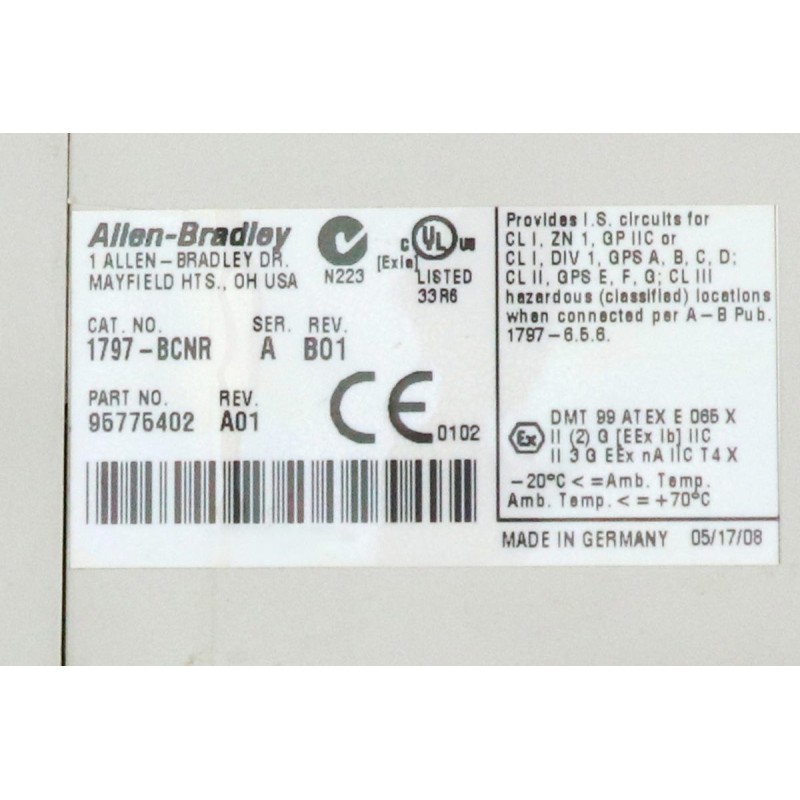 Allen-Bradley
1 ALLEN-BRADLEY DR.
MAYFIELD HTS., OH USA
N223
[Exia]
C UL US
LISTED
33R6
CAT. NO. SER. REV.
1797-BCNR A B01
PART NO. REV.
95775402 A01
CE 0102
Provides I.S. circuits for
CL I, ZN 1, GP IIC or
CL I, DIV 1, GPS A, B, C, D;
CL II, GPS E, F, G; CL III
hazardous (classified) locations
when connected per A-B Pub.
1797-6.5.6.
Ex
DMT 99 ATEX E 065 X
II (2) G [EEx ib] IIC
II 3 G EEx nA IIC T4 X
-20°C <=Amb. Temp.
Amb. Temp. <= +70°C
MADE IN GERMANY 05/17/08